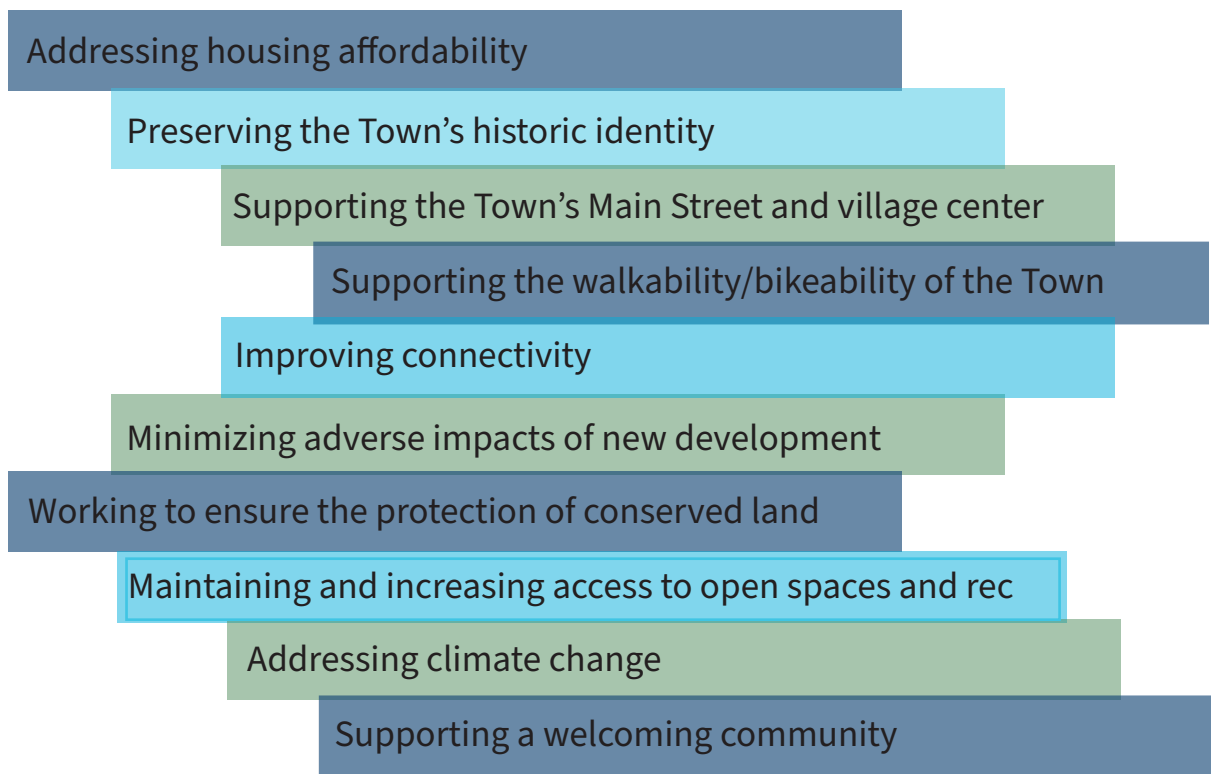 Addressing housing affordability
Preserving the Town’s historic identity
Supporting the Town’s Main Street and village center
Supporting the walkability/bikeability of the Town
Improving connectivity
Minimizing adverse impacts of new development
Working to ensure the protection of conserved land
Maintaining and increasing access to open spaces and rec
Addressing climate change
Supporting a welcoming community